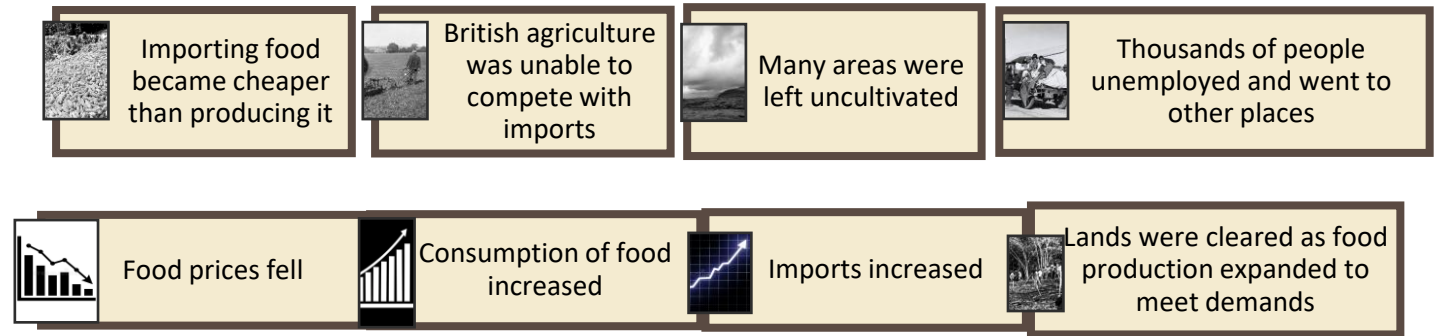 Importing food
became cheaper
than producing it
British agriculture
was unable to
compete with
imports
Many areas were
left uncultivated
Thousands of people
unemployed and went to
other places
Food prices fell
Consumption of food
increased
Imports increased
Lands were cleared as food
production expanded to
meet demands